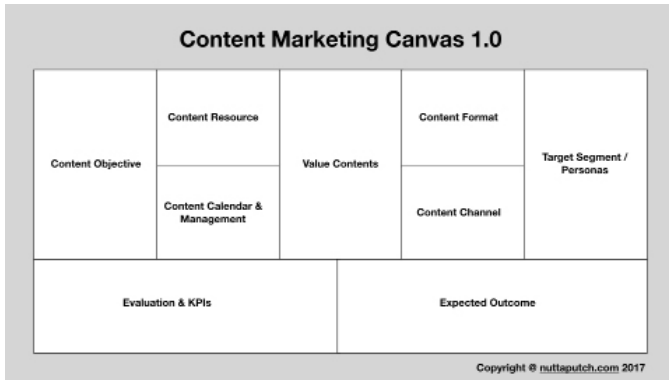 Content Marketing Canvas 1.0
Content Objective
Content Resource
Content Calendar &
Management
Value Contents
Content Format
Content Channel
Target Segment /
Personas
Evaluation & KPIs
Expected Outcome
Copyright @ nuttaputch.com 2017